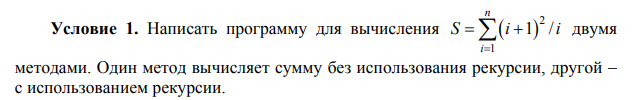 Условие 1. Написать программу для вычисления $S = \sum_{i=1}^{n} (i+1)^2 / i$ двумя
методами. Один метод вычисляет сумму без использования рекурсии, другой –
с использованием рекурсии.